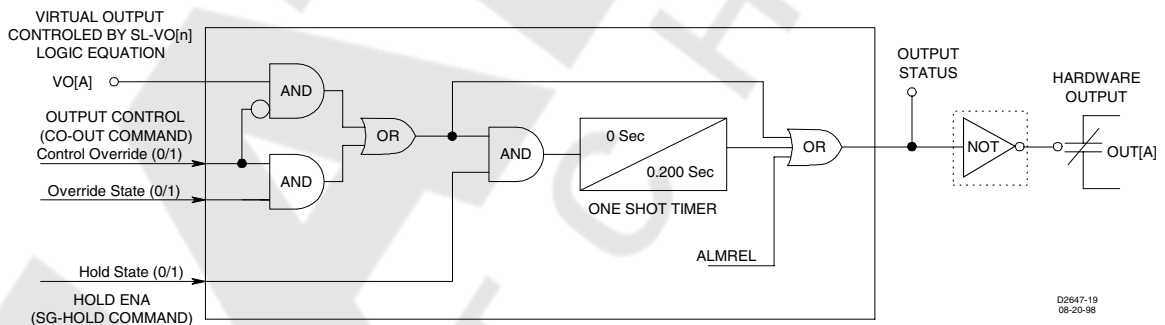 VIRTUAL OUTPUT
CONTROLED BY SL-VO[n]
LOGIC EQUATION
VO[A]
OUTPUT CONTROL
(CO-OUT COMMAND)
Control Override (0/1)
Override State (0/1)
Hold State (0/1)
HOLD ENA
(SG-HOLD COMMAND)
AND
AND
OR
AND
0 Sec
0.200 Sec
ONE SHOT TIMER
ALMREL
OR
OUTPUT
STATUS
NOT
HARDWARE
OUTPUT
OUT[A]
D2647-19
08-20-98